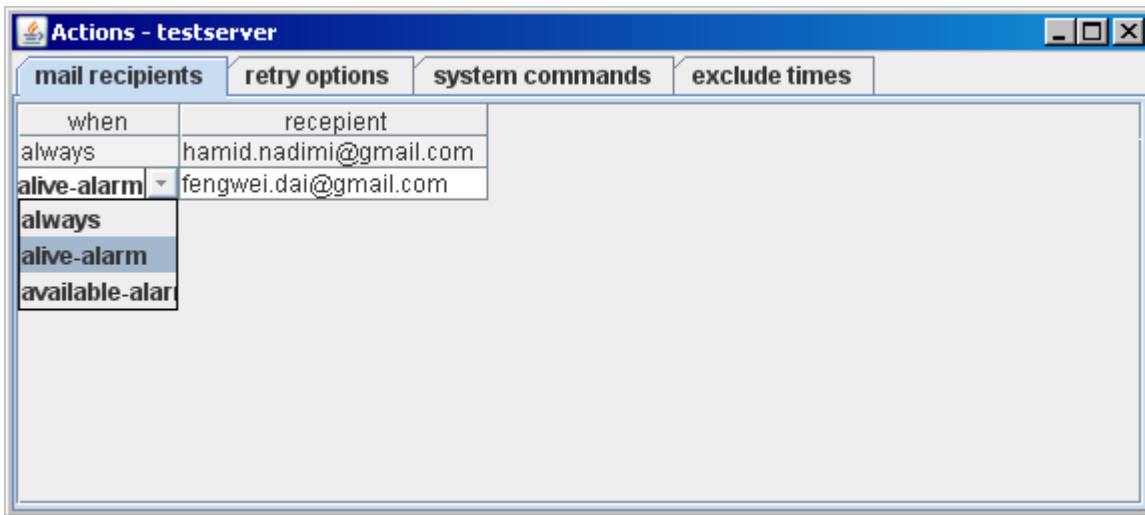 Actions - testserver
mail recipients retry options system commands exclude times
when recepient
always hamid.nadimi@gmail.com
alive-alarm fengwei.dai@gmail.com
always
alive-alarm
available-alar